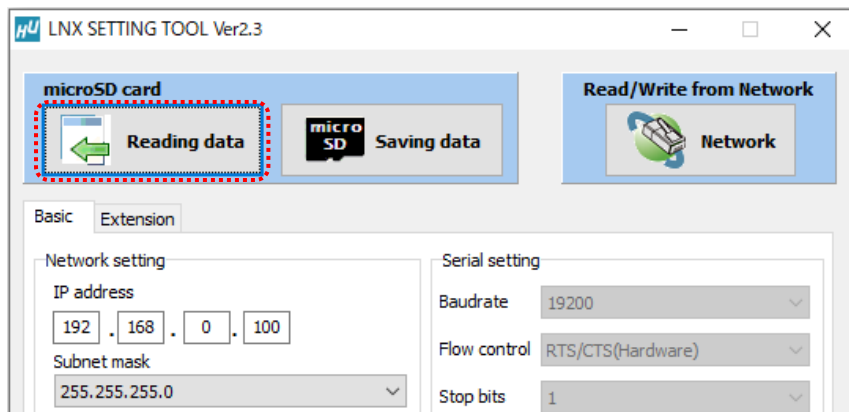 HU LNX SETTING TOOL Ver2.3
microSD card
Reading data
micro
SD
Saving data
Read/Write from Network
Network
Basic
Extension
Network setting
IP address
192 . 168 . 0 . 100
Subnet mask
255.255.255.0
Serial setting
Baudrate 19200
Flow control RTS/CTS(Hardware)
Stop bits 1